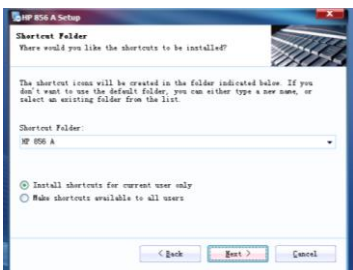 HP 856 A Setup
Shortcut Folder
Where would you like the shortcuts to be installed?
The shortcut icons will be created in the folder indicated below. If you
don't want to use the default folder, you can either type a new name, or
select an existing folder from the list.
Shortcut Folder:
HP 856 A
Install shortcuts for current user only
Make shortcuts available to all users
< Back
Next >
Cancel